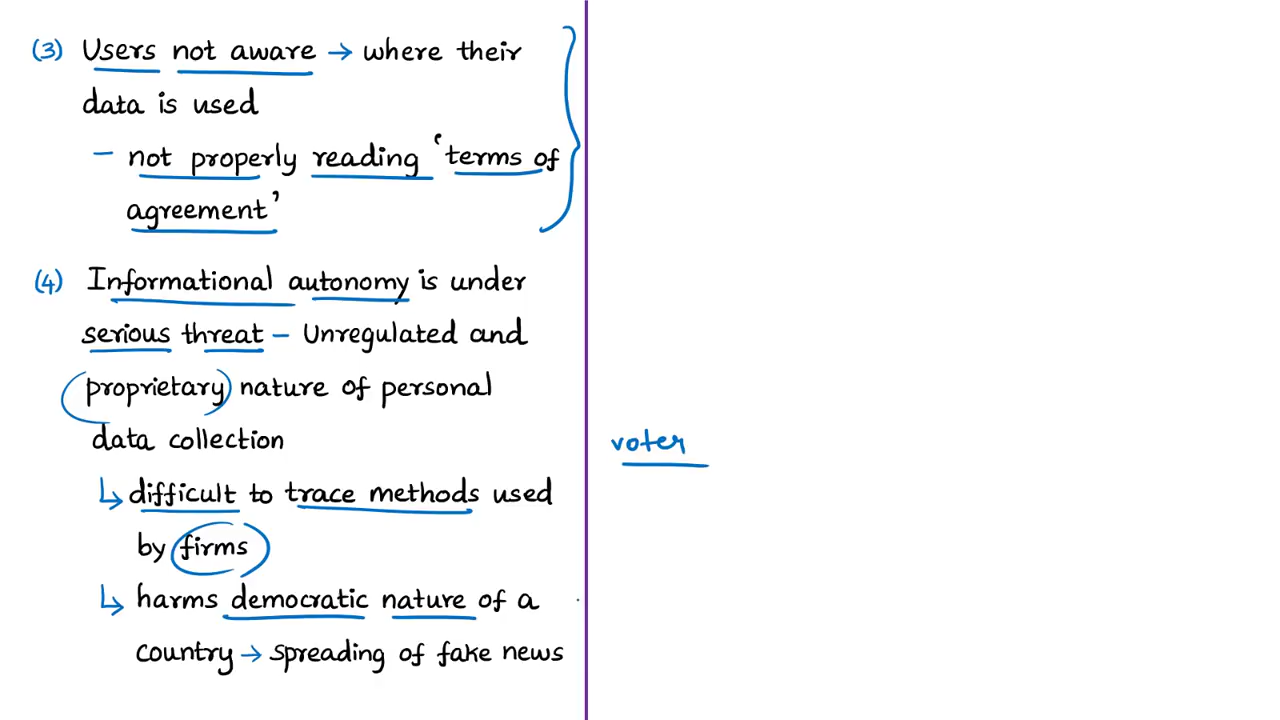 (3) Users not aware → where their
data is used
- not properly reading ‘terms of
agreement’
(4) Informational autonomy is under
serious threat - Unregulated and
proprietary nature of personal
data collection
↳ difficult to trace methods used
by firms
↳ harms democratic nature of a
country → spreading of fake news
voter